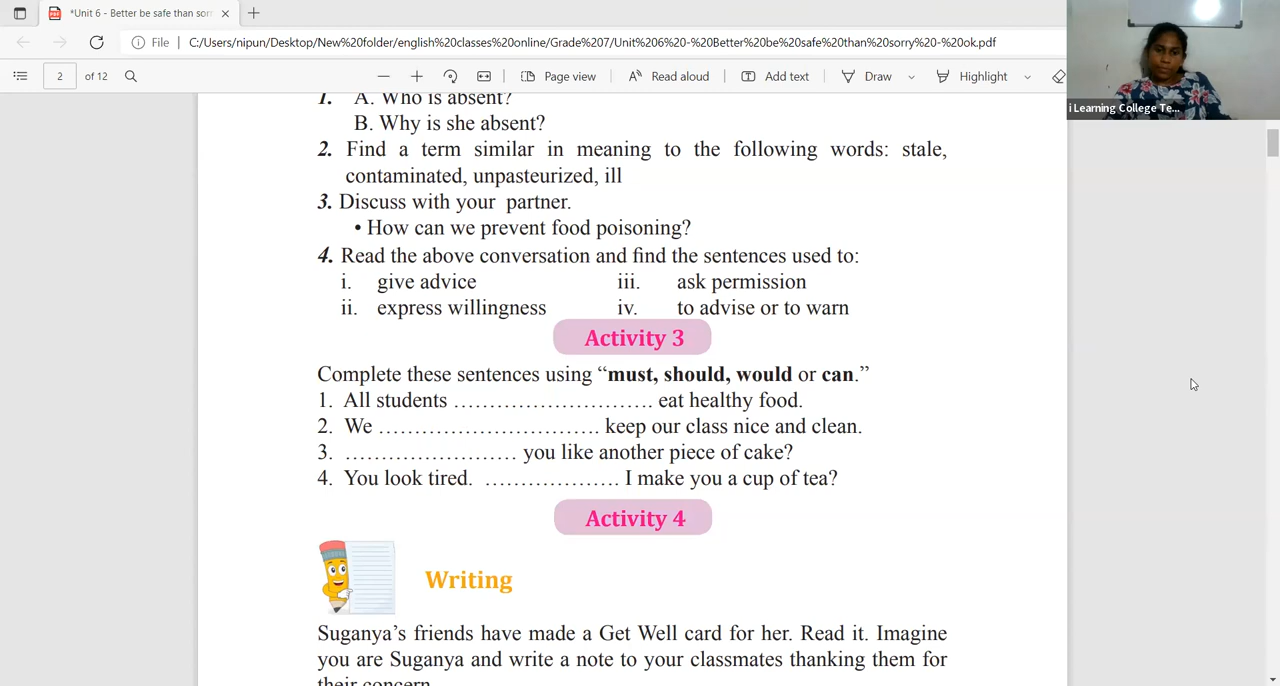 *Unit 6 - Better be safe than sorr
File C:/Users/nipun/Desktop/New%20folder/english%20classes%20online/Grade%207/Unit%206%20-%20Better%20be%20safe%20than%20sorry%20-%20ok.pdf
2 of 12 Page view Read aloud Add text Draw Highlight
i Learning College Te...
1. A. Who is absent?
B. Why is she absent?
2. Find a term similar in meaning to the following words: stale,
contaminated, unpasteurized, ill
3. Discuss with your partner.
• How can we prevent food poisoning?
4. Read the above conversation and find the sentences used to:
i. give advice iii. ask permission
ii. express willingness iv. to advise or to warn
Activity 3
Complete these sentences using “must, should, would or can.”
1. All students ............................ eat healthy food.
2. We ............................... keep our class nice and clean.
3. ........................ you like another piece of cake?
4. You look tired. ................... I make you a cup of tea?
Activity 4
Writing
Suganya's friends have made a Get Well card for her. Read it. Imagine
you are Suganya and write a note to your classmates thanking them for
their concern.